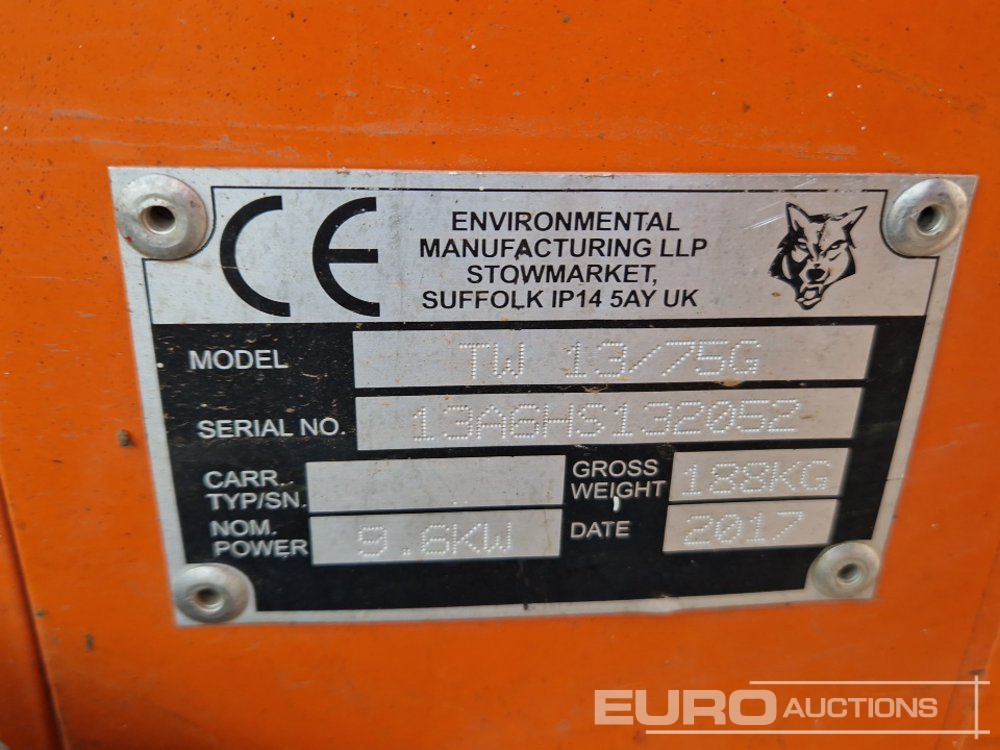 CE
ENVIRONMENTAL
MANUFACTURING LLP
STOWMARKET,
SUFFOLK IP14 5AY UK
MODEL TW 13/75G
SERIAL NO. 13A6HS132052
CARR.
TYP/SN.
GROSS
WEIGHT 188KG
NOM.
POWER 9.6KW
DATE 2017
EURO AUCTIONS